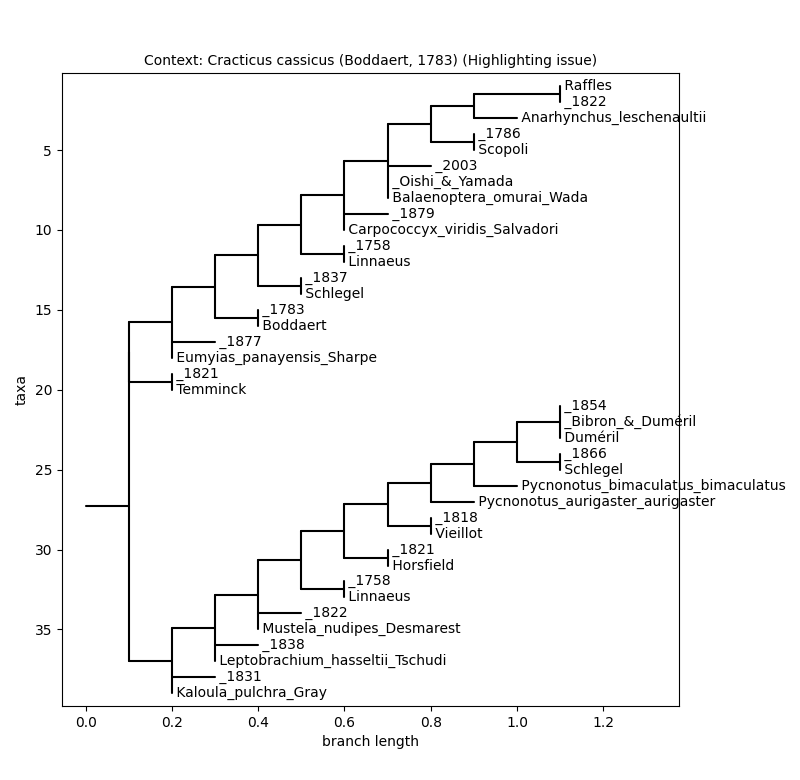 Context: Cracticus cassicus (Boddaert, 1783) (Highlighting issue)
Raffles
_1822
Anarhynchus_leschenaultii
_1786
Scopoli
_2003
_Oishi_&_Yamada
Balaenoptera_omurai_Wada
_1879
Carpococcyx_viridis_Salvadori
_1758
Linnaeus
_1837
Schlegel
_1783
Boddaert
_1877
Eumyias_panayensis_Sharpe
_1821
Temminck
_1854
_Bibron_&_Duméril
Duméril
_1866
Schlegel
Pycnonotus_bimaculatus_bimaculatus
Pycnonotus_aurigaster_aurigaster
_1818
Vieillot
_1821
Horsfield
_1758
Linnaeus
_1822
Mustela_nudipes_Desmarest
_1838
Leptobrachium_hasseltii_Tschudi
_1831
Kaloula_pulchra_Gray
5
10
15
20
25
30
35
taxa
0.0 0.2 0.4 0.6 0.8 1.0 1.2
branch length